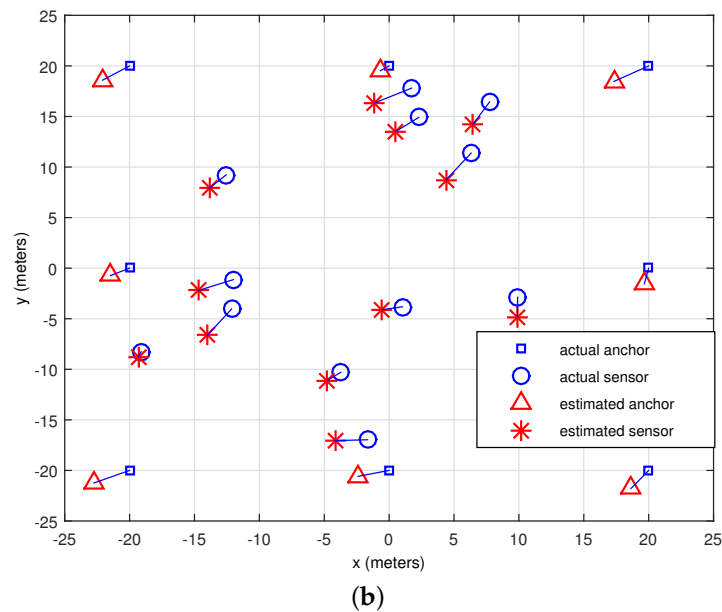 25
20
15
10
5
0
-5
-10
-15
-20
-25
y (meters)
actual anchor
actual sensor
estimated anchor
estimated sensor
-25 -20 -15 -10 -5 0 5 10 15 20 25
x (meters)
(b)